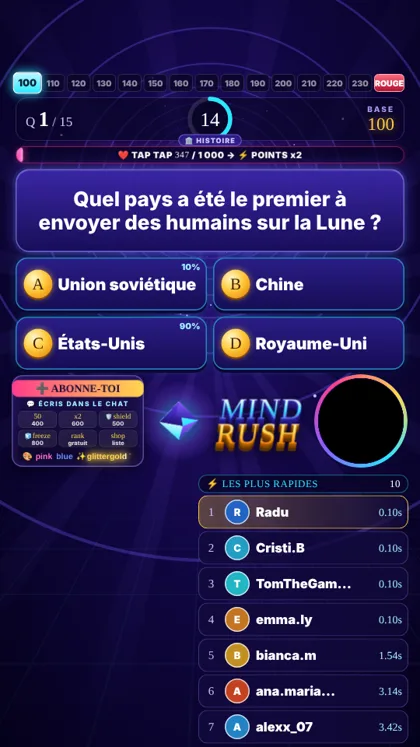 100 110 120 130 140 150 160 170 180 190 200 210 220 230 ROUGE
Q 1 / 15
14
BASE
100
🏛 HISTOIRE
❤️ TAP TAP 347 / 1 000 → ⚡ POINTS x2
Quel pays a été le premier à
envoyer des humains sur la Lune ?
A Union soviétique 10%
B Chine
C États-Unis 90%
D Royaume-Uni
➕ ABONNE-TOI
💬 ÉCRIS DANS LE CHAT
50 x2 🛡 shield
400 600 500
🧊 freeze rank shop
800 gratuit liste
🎨 pink blue ✨glittergold
MIND
RUSH
⚡ LES PLUS RAPIDES 10
1 R Radu 0.10s
2 C Cristi.B 0.10s
3 T TomTheGam... 0.10s
4 E emma.ly 0.10s
5 B bianca.m 1.54s
6 A ana.maria... 3.14s
7 A alexx_07 3.42s